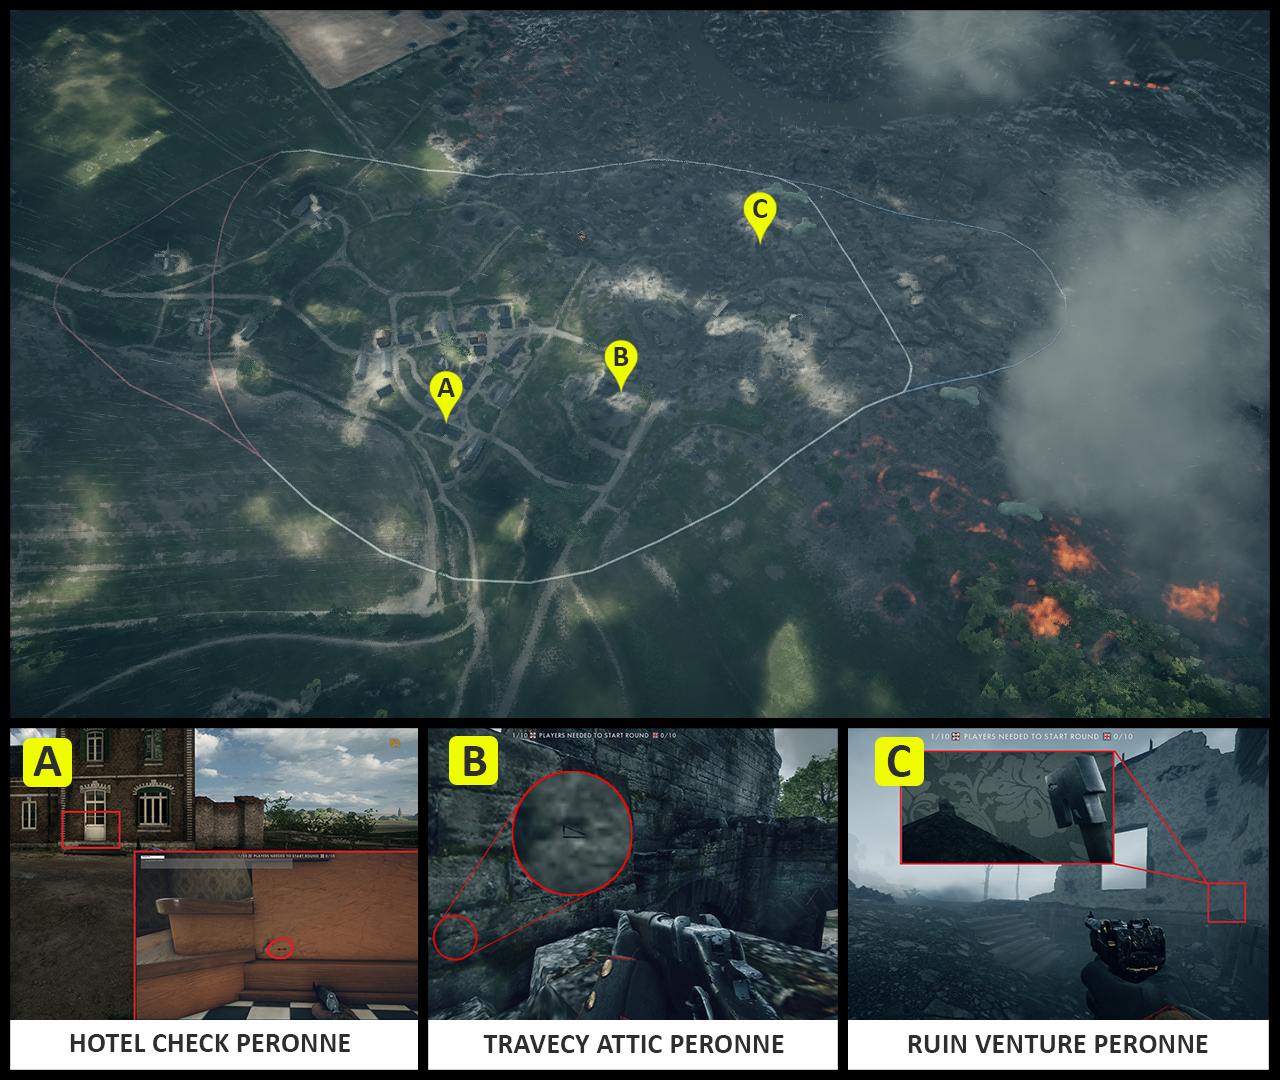 C
B
A
A
1/10 PLAYERS NEEDED TO START ROUND 0/10
B
1/10 PLAYERS NEEDED TO START ROUND 0/10
C
1/10 PLAYERS NEEDED TO START ROUND 0/10
HOTEL CHECK PERONNE
TRAVECY ATTIC PERONNE
RUIN VENTURE PERONNE